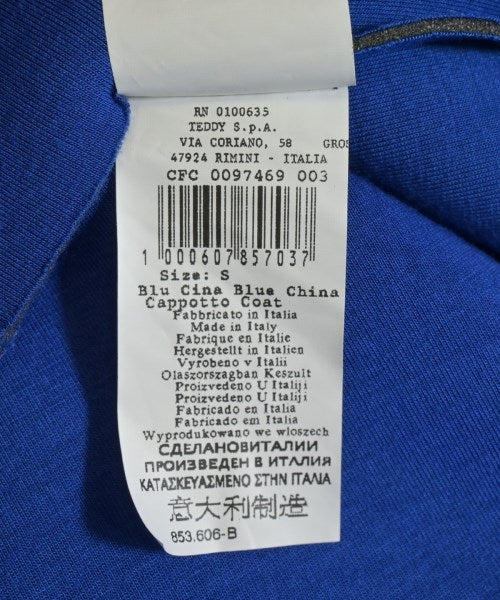 RN 0100635
TEDDY S.p.A.
VIA CORIANO, 58
47924 RIMINI - ITALIA
CFC 0097469 003
1 000607 857037
Size: S
Blu Cina Blue China
Cappotto Coat
Fabbricato in Italia
Made in Italy
Fabrique en Italie
Hergestellt in Italien
Vyrobeno v Italii
Olaszorszagban Keszult
Proizvedeno U Italiji
Proizvedeno U Italiji
Fabricado en Italia
Fabricado em Italia
Wyprodukowano we wloszech
СДЕЛАНОВИТАЛИИ
ПРОИЗВЕДЕН В ИТАЛИЯ
ΚΑΤΑΣΚΕΥΑΣΜΕΝΟ ΣΤΗΝ ΙΤΑΛΙΑ
意大利制造
853.606-B